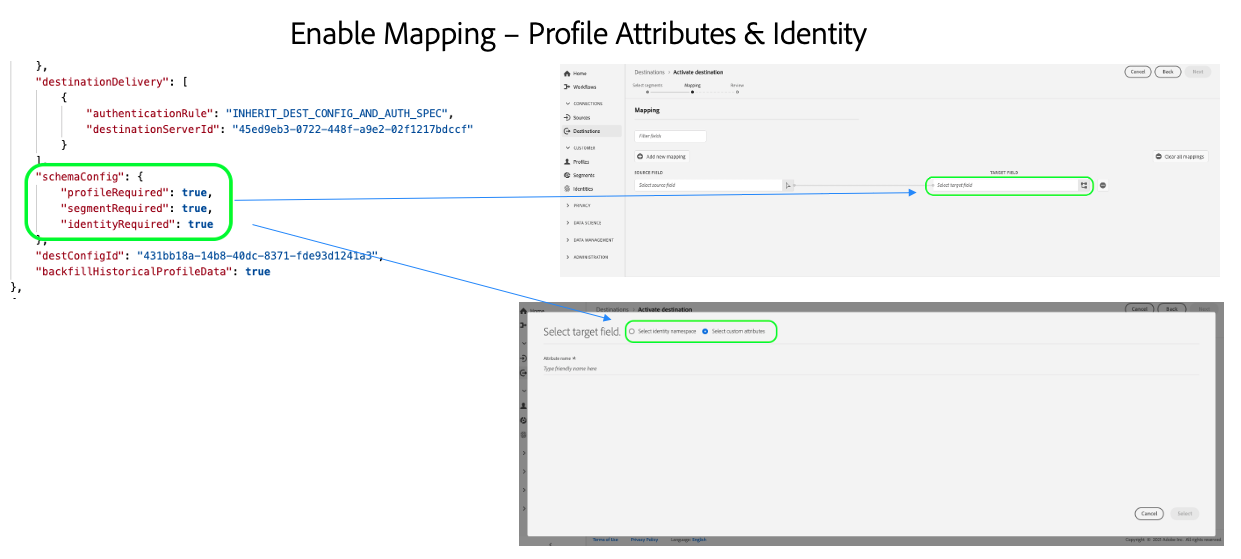 Enable Mapping – Profile Attributes & Identity
},
"destinationDelivery": [
{
"authenticationRule": "INHERIT_DEST_CONFIG_AND_AUTH_SPEC",
"destinationServerId": "45ed9eb3-0722-448f-a9e2-02f1217bdccf"
}
],
"schemaConfig": {
"profileRequired": true,
"segmentRequired": true,
"identityRequired": true
},
"destConfigId": "431bb18a-14b8-40dc-8371-fde93d1241a3",
"backfillHistoricalProfileData": true
},
Home
Workflows
CONNECTIONS
Sources
Destinations
CUSTOMER
Profiles
Segments
Identities
PRIVACY
DATA SCIENCE
DATA MANAGEMENT
ADMINISTRATION
Destinations > Activate destination
Cancel Back Next
Select segments Mapping Review
Mapping
Filter fields
Add new mapping
Clear all mappings
SOURCE FIELD TARGET FIELD
Select source field
Select target field
Home Destinations > Activate destination
Cancel Back Next
Select target field. Select identity namespace Select custom attributes
Attribute name
Type friendly name here
Cancel Select
Terms of Use Privacy Policy Language: English
Copyright © 2021 Adobe Inc. All rights reserved